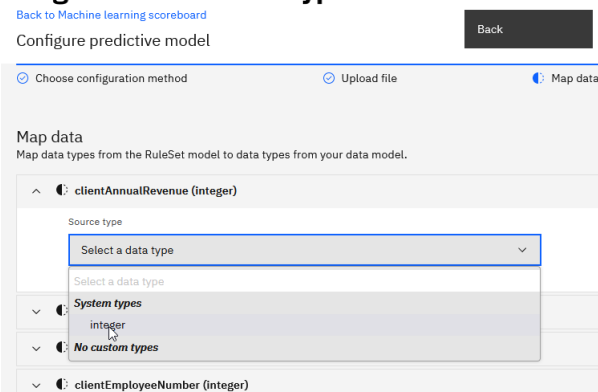 Back to Machine learning scoreboard
Back
Configure predictive model
Choose configuration method
Upload file
Map data
Map data
Map data types from the RuleSet model to data types from your data model.
clientAnnualRevenue (integer)
Source type
Select a data type
Select a data type
System types
integer
No custom types
clientEmployeeNumber (integer)